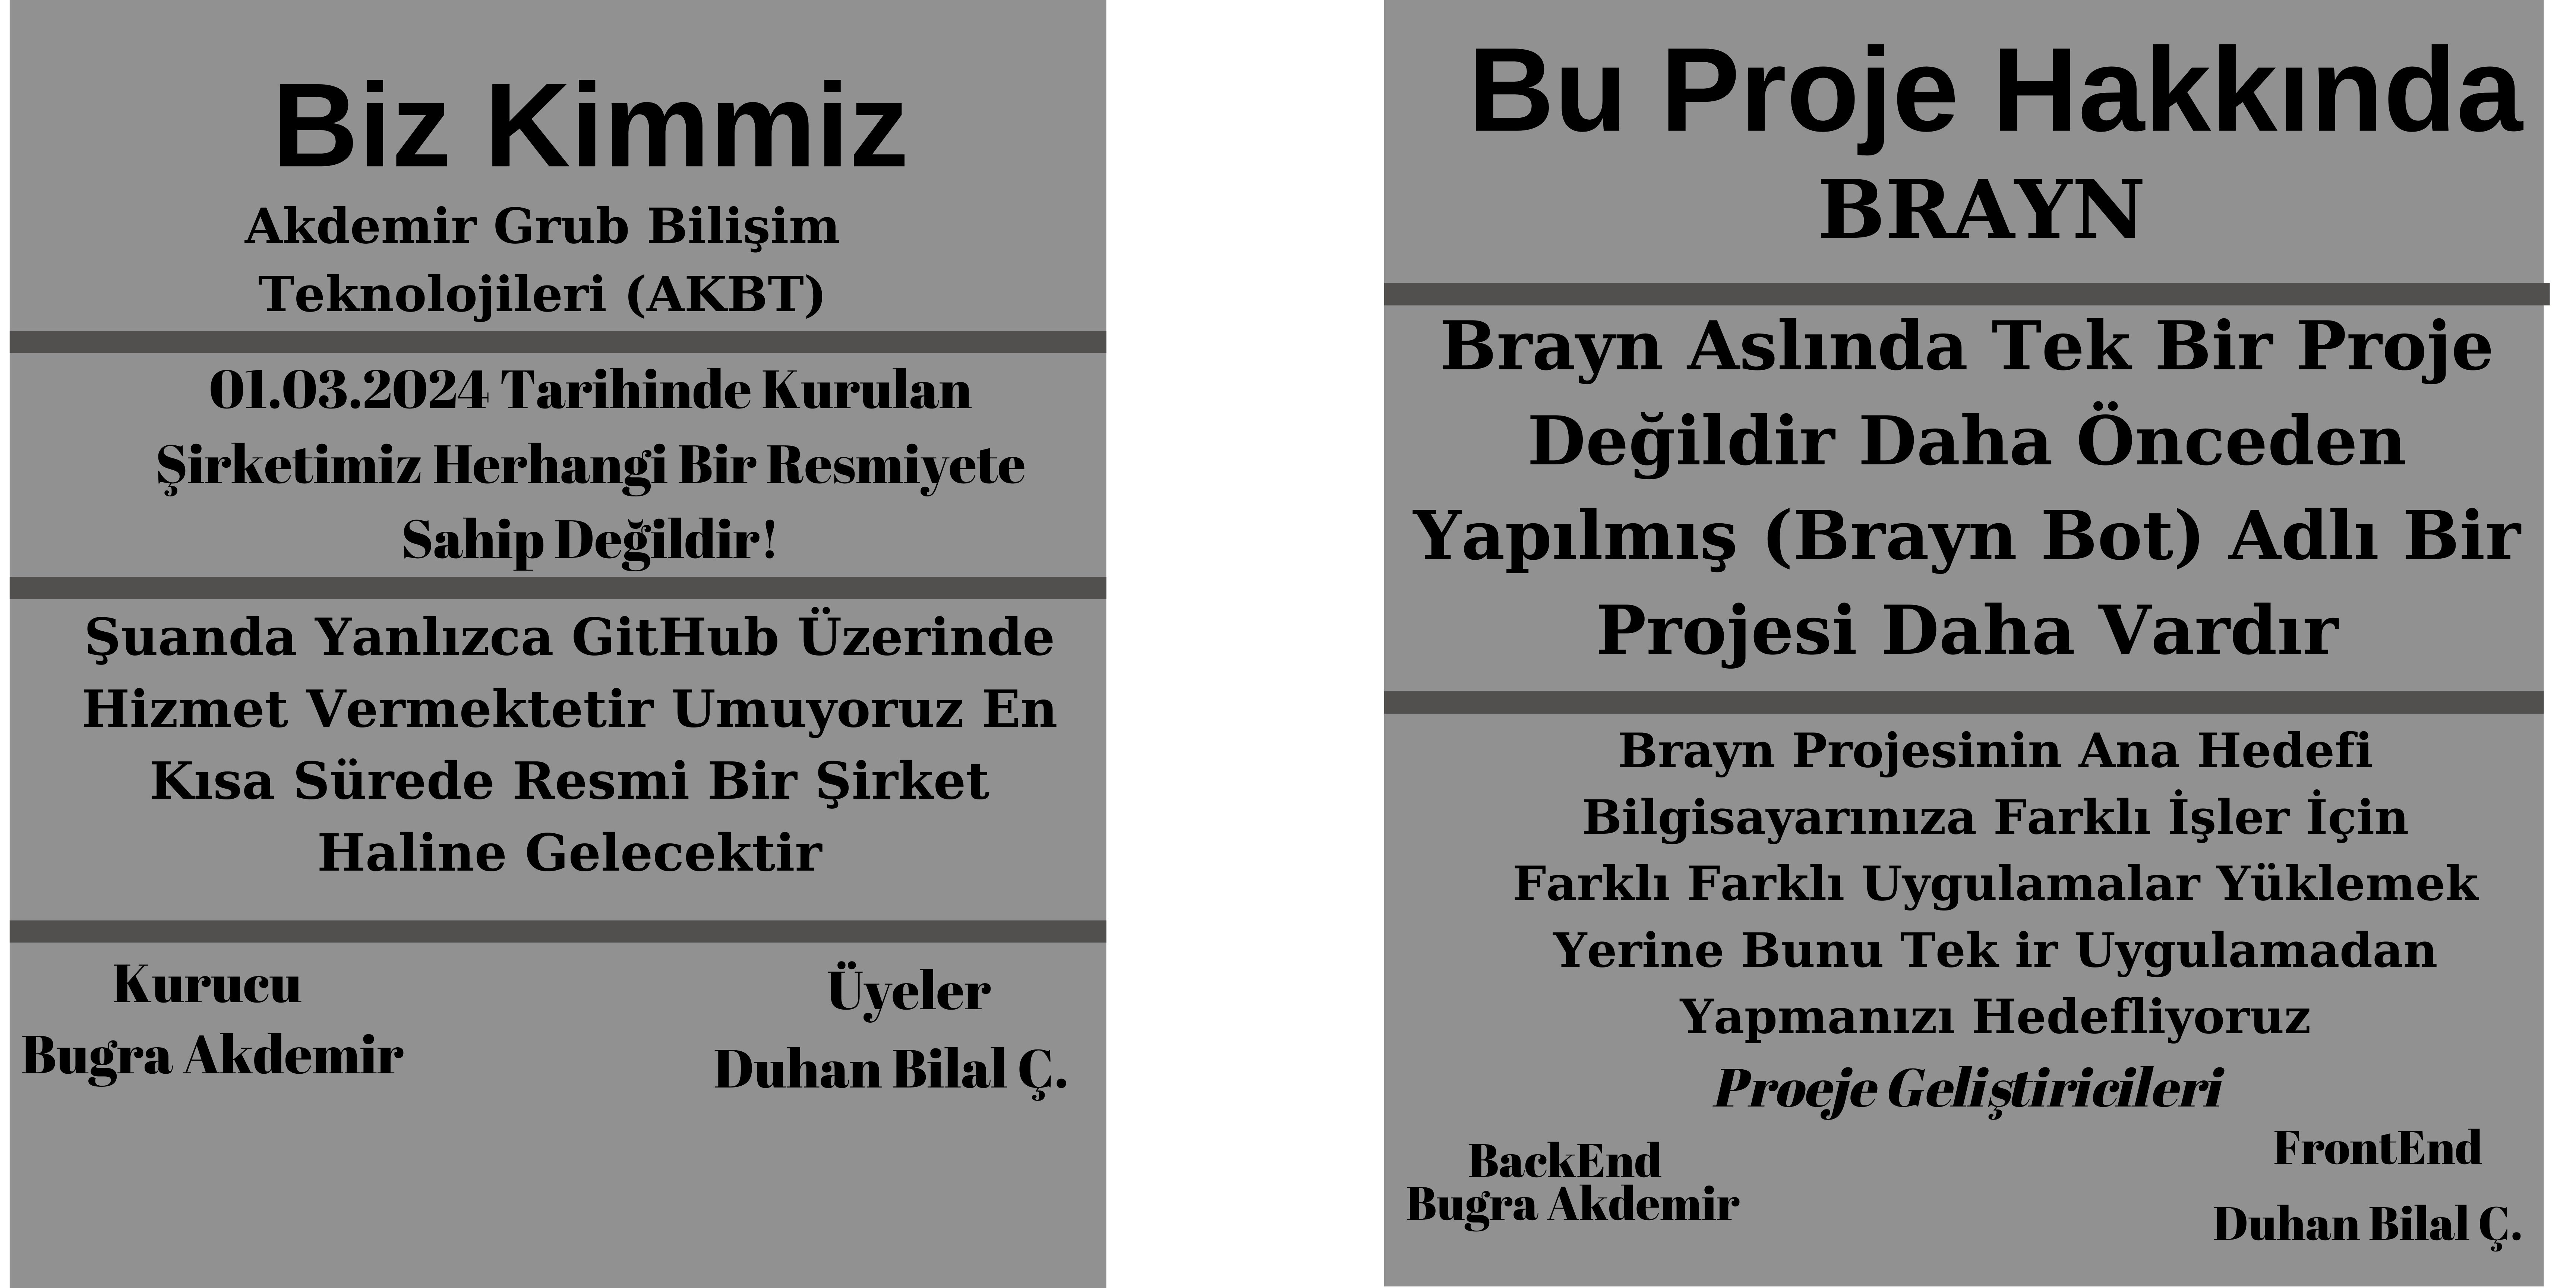 Biz Kimmiz
Akdemir Grub Bilişim
Teknolojileri (AKBT)
01.03.2024 Tarihinde Kurulan
Şirketimiz Herhangi Bir Resmiyete
Sahip Değildir!
Şuanda Yanlızca GitHub Üzerinde
Hizmet Vermektetir Umuyoruz En
Kısa Sürede Resmi Bir Şirket
Haline Gelecektir
Kurucu
Bugra Akdemir
Üyeler
Duhan Bilal Ç.
Bu Proje Hakkında
BRAYN
Brayn Aslında Tek Bir Proje
Değildir Daha Önceden
Yapılmış (Brayn Bot) Adlı Bir
Projesi Daha Vardır
Brayn Projesinin Ana Hedefi
Bilgisayarınıza Farklı İşler İçin
Farklı Farklı Uygulamalar Yüklemek
Yerine Bunu Tek ir Uygulamadan
Yapmanızı Hedefliyoruz
Proeje Geliştiricileri
BackEnd
Bugra Akdemir
FrontEnd
Duhan Bilal Ç.